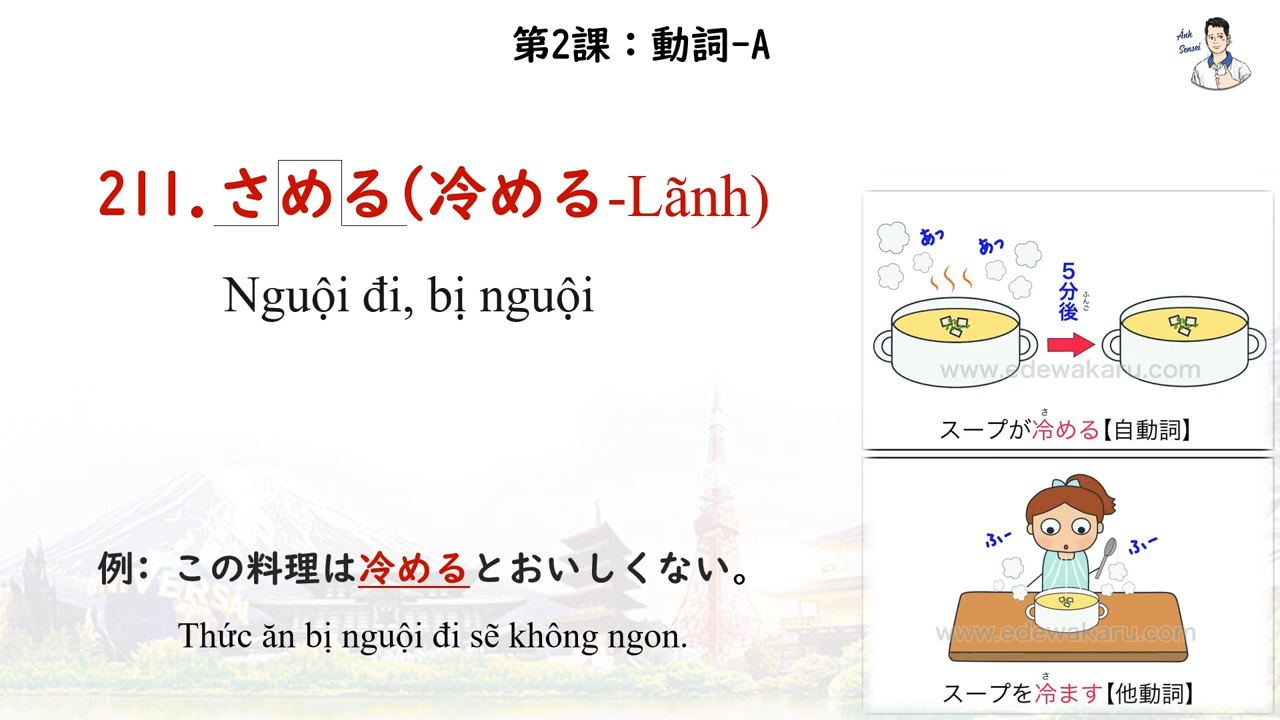 第2課：動詞-A
Ánh
Sensei
211.さめる(冷める-Lãnh)
Nguội đi, bị nguội
あっ
あっ
5分後
ふんご
www.edewakaru.com
さ
スープが冷める【自動詞】
ふぃー
ふぃー
www.edewakaru.com
さ
スープを冷ます【他動詞】
例：この料理は冷めるとおいしくない。
Thức ăn bị nguội đi sẽ không ngon.